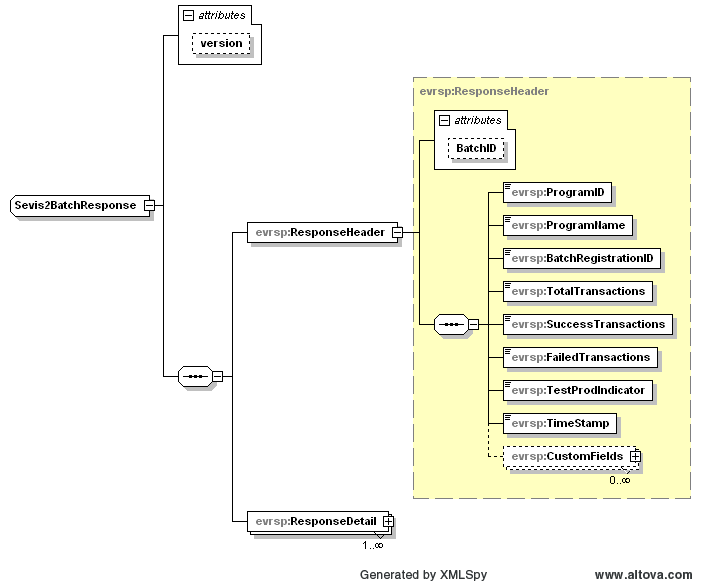 attributes
version
evrsp:ResponseHeader
attributes
BatchID
Sevis2BatchResponse
evrsp:ResponseHeader
evrsp:ProgramID
evrsp:ProgramName
evrsp:BatchRegistrationID
evrsp:TotalTransactions
evrsp:SuccessTransactions
evrsp:FailedTransactions
evrsp:TestProdIndicator
evrsp:TimeStamp
evrsp:CustomFields
0..∞
evrsp:ResponseDetail
1..∞
Generated by XMLSpy
www.altova.com